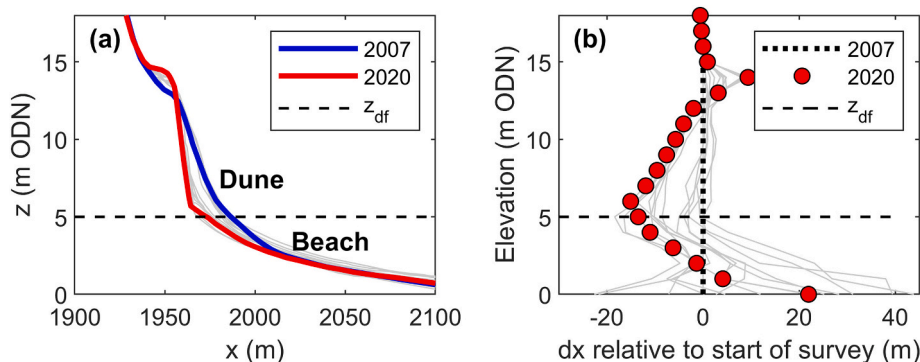 (a)
2007
2020
z_df
Dune
Beach
15
10
5
0
z (m ODN)
1900
1950
2000
2050
2100
x (m)
(b)
2007
2020
z_df
15
10
5
0
Elevation (m ODN)
-20
0
20
40
dx relative to start of survey (m)